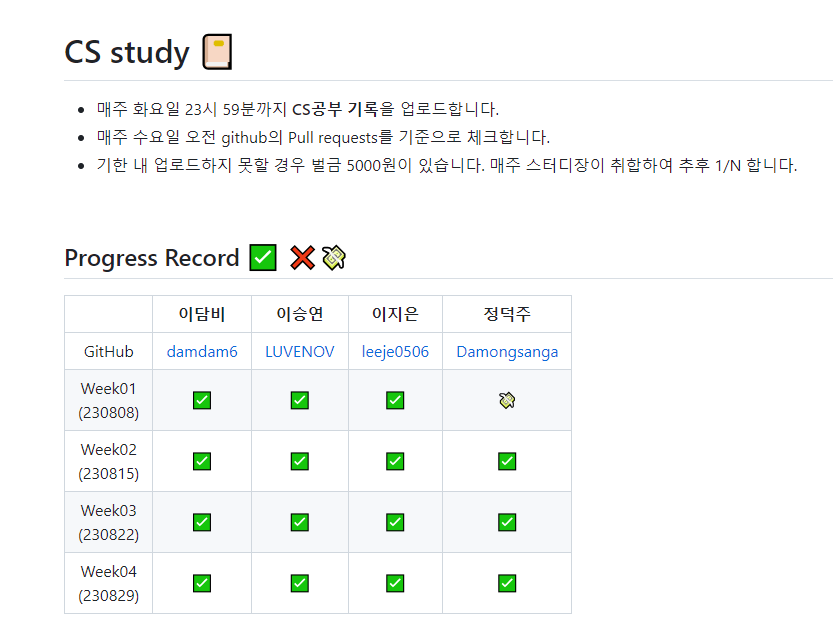 CS study 📔
매주 화요일 23시 59분까지 CS공부 기록을 업로드합니다.
매주 수요일 오전 github의 Pull requests를 기준으로 체크합니다.
기한 내 업로드하지 못할 경우 벌금 5000원이 있습니다. 매주 스터디장이 취합하여 추후 1/N 합니다.
Progress Record ✅ ❌ 💸
이담비 이승연 이지은 정덕주
GitHub damdam6 LUVENOV leeje0506 Damongsanga
Week01
(230808) ✅ ✅ ✅ 💸
Week02
(230815) ✅ ✅ ✅ ✅
Week03
(230822) ✅ ✅ ✅ ✅
Week04
(230829) ✅ ✅ ✅ ✅